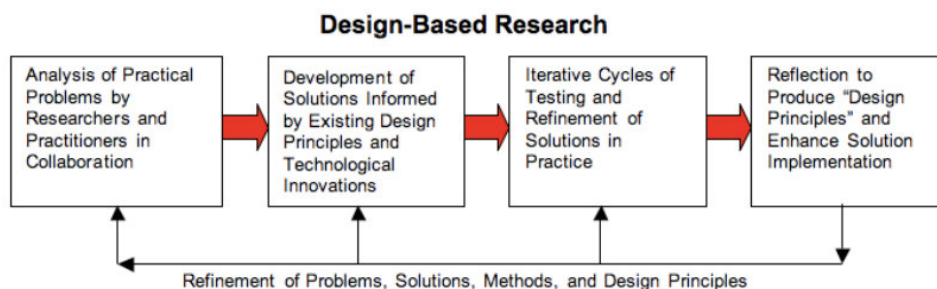 Design-Based Research
Analysis of Practical
Problems by
Researchers and
Practitioners in
Collaboration
Development of
Solutions Informed
by Existing Design
Principles and
Technological
Innovations
Iterative Cycles of
Testing and
Refinement of
Solutions in
Practice
Reflection to
Produce “Design
Principles” and
Enhance Solution
Implementation
Refinement of Problems, Solutions, Methods, and Design Principles